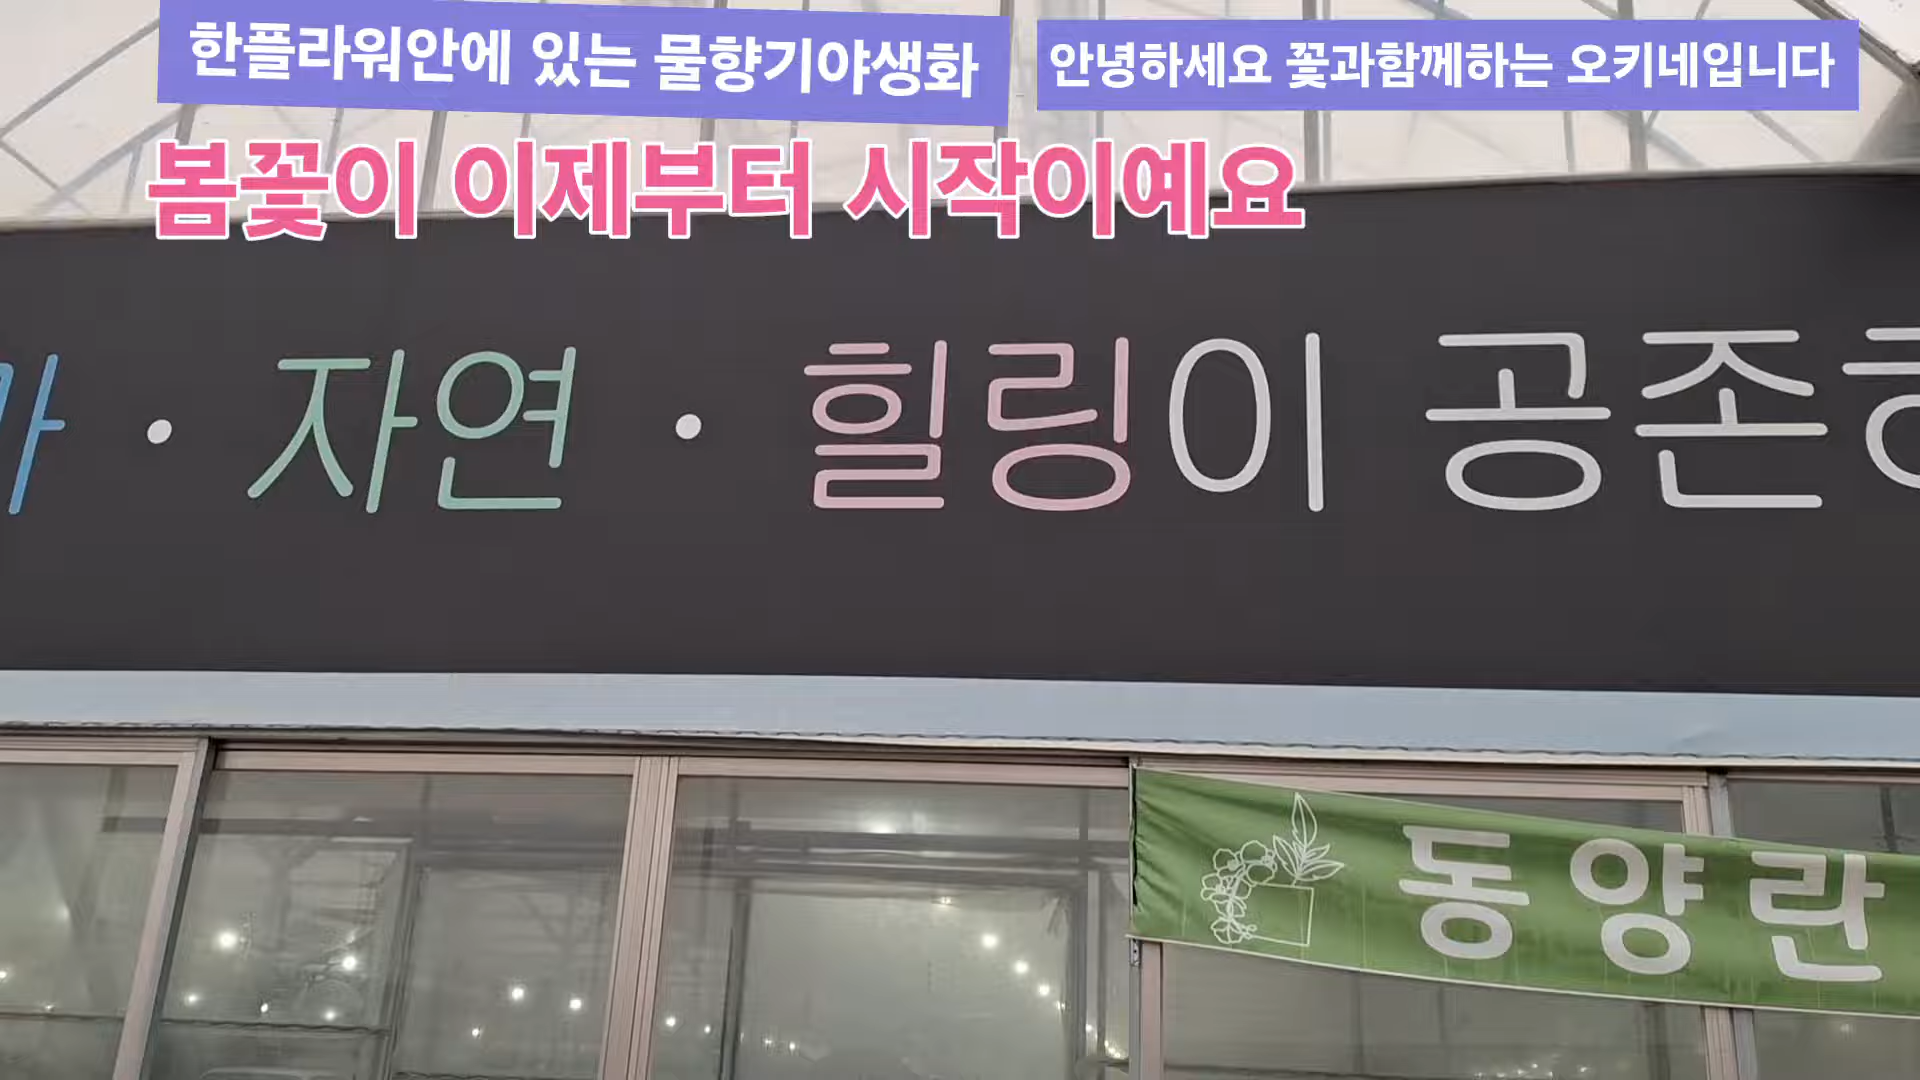 한플라워안에 있는 물향기야생화
안녕하세요 꽃과함께하는 오키네입니다
봄꽃이 이제부터 시작이예요
· 자연 · 힐링이 공존하
동양란